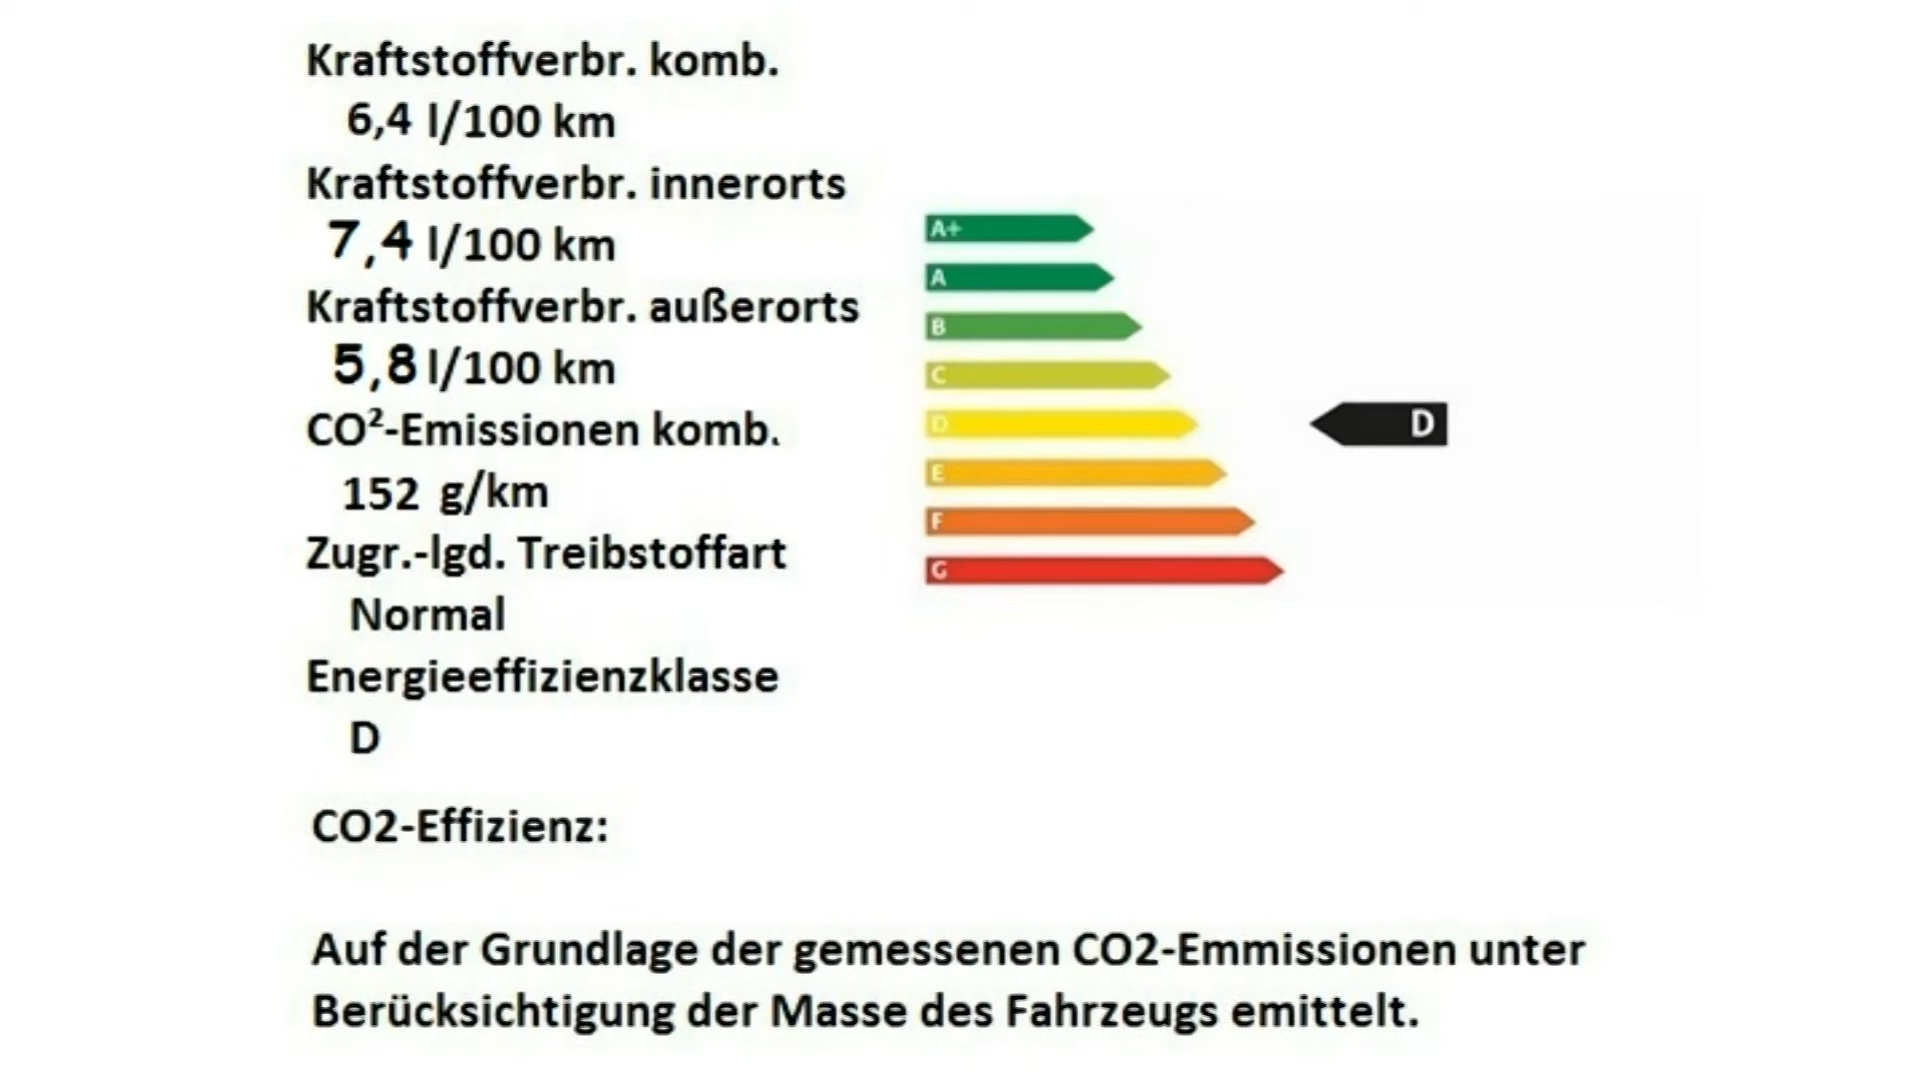 Kraftstoffverbr. komb.
6,4 l/100 km
Kraftstoffverbr. innerorts
7,4 l/100 km
Kraftstoffverbr. außerorts
5,8 l/100 km
CO²-Emissionen komb.
152 g/km
Zugr.-lgd. Treibstoffart
Normal
Energieeffizienzklasse
D
A+
A
B
C
D
D
E
F
G
CO2-Effizienz:
Auf der Grundlage der gemessenen CO2-Emmissionen unter
Berücksichtigung der Masse des Fahrzeugs emittelt.